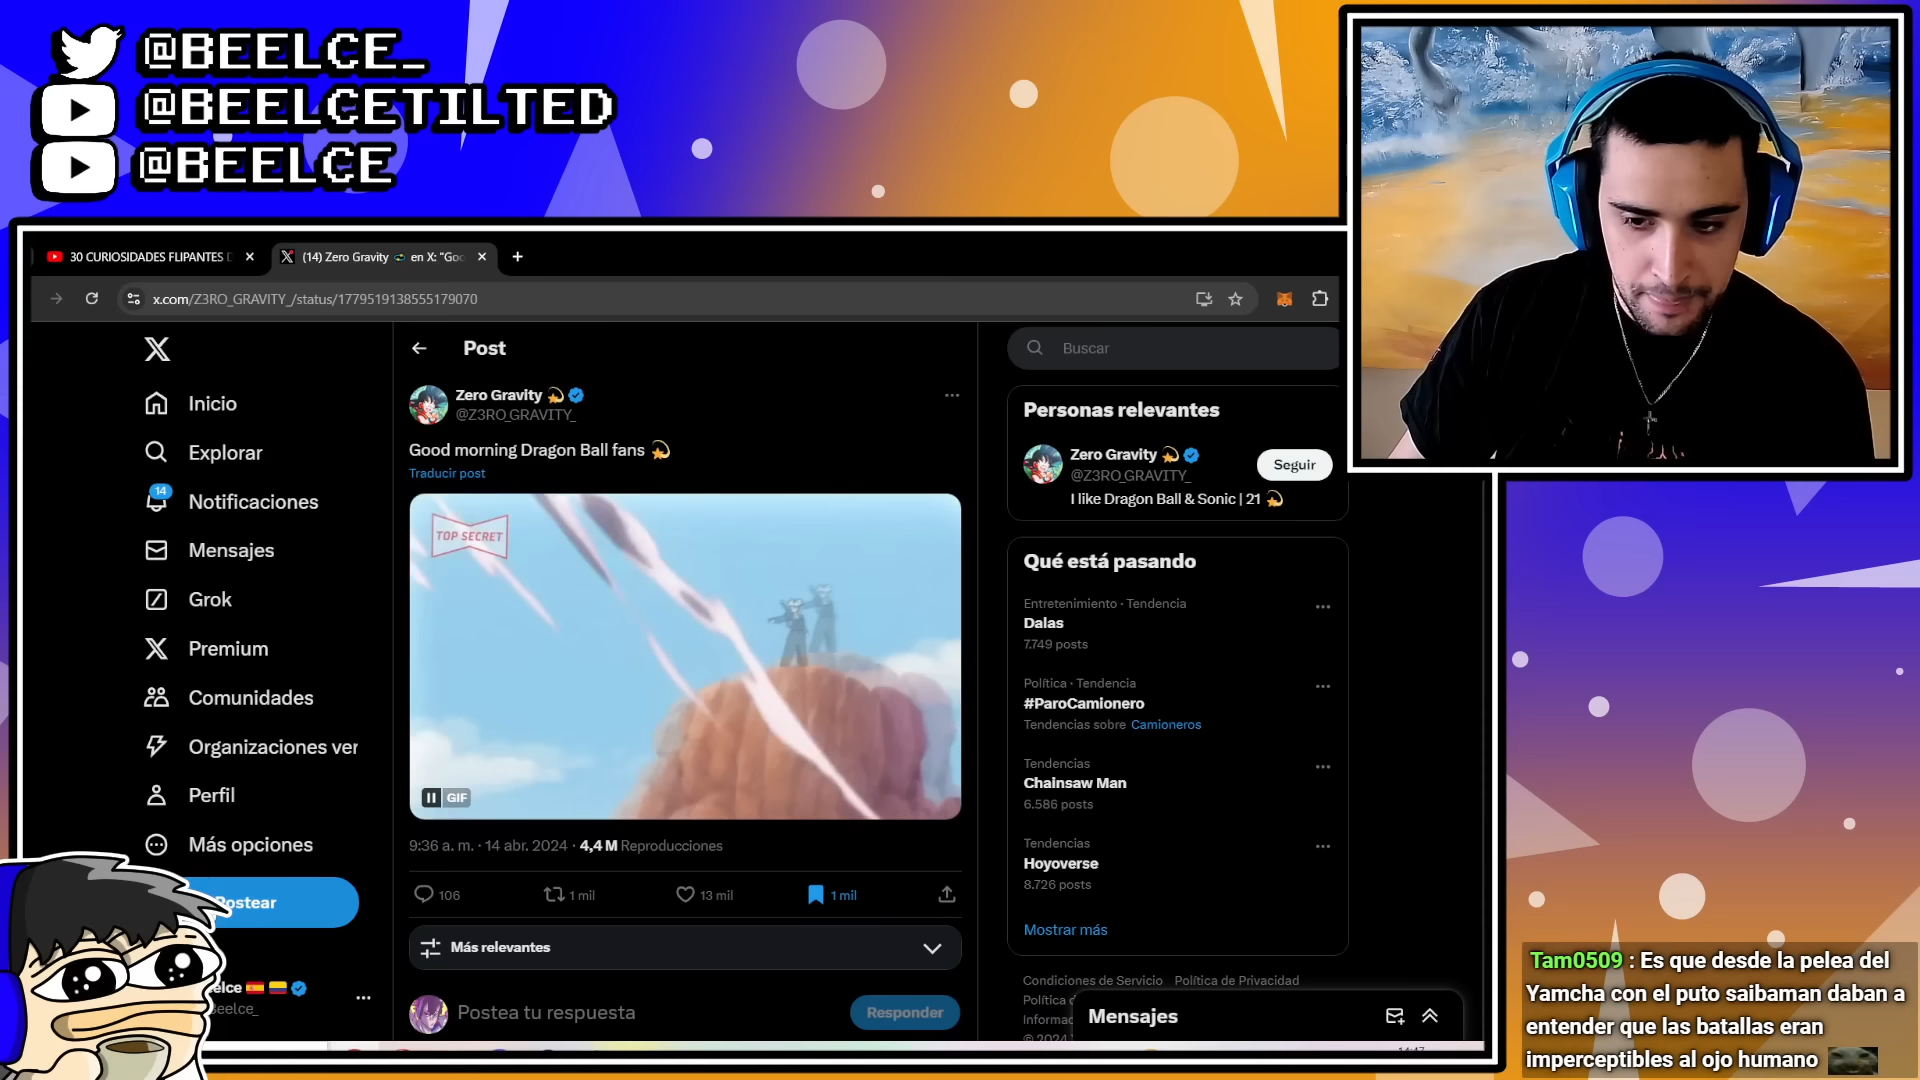 @BEELCE_
@BEELCETILTED
@BEELCE
30 CURIOSIDADES FLIPANTES D
(14) Zero Gravity en X: "Goo
x.com/Z3RO_GRAVITY_/status/1779519138555179070
Post
Buscar
Inicio
Explorar
14
Notificaciones
Mensajes
Grok
Premium
Comunidades
Organizaciones ver
Perfil
Más opciones
Postear
Beelce_
Zero Gravity
@Z3RO_GRAVITY_
Good morning Dragon Ball fans
Traducir post
TOP SECRET
GIF
9:36 a. m. · 14 abr. 2024 · 4,4 M Reproducciones
106
1 mil
13 mil
1 mil
Más relevantes
Postea tu respuesta
Responder
Personas relevantes
Zero Gravity
@Z3RO_GRAVITY_
Seguir
I like Dragon Ball & Sonic | 21
Qué está pasando
Entretenimiento · Tendencia
Dalas
7.749 posts
Política · Tendencia
#ParoCamionero
Tendencias sobre Camioneros
Tendencias
Chainsaw Man
6.586 posts
Tendencias
Hoyoverse
8.726 posts
Mostrar más
Condiciones de Servicio Política de Privacidad
Política d
Informac
© 2024
Mensajes
Tam0509 : Es que desde la pelea del
Yamcha con el puto saibaman daban a
entender que las batallas eran
imperceptibles al ojo humano